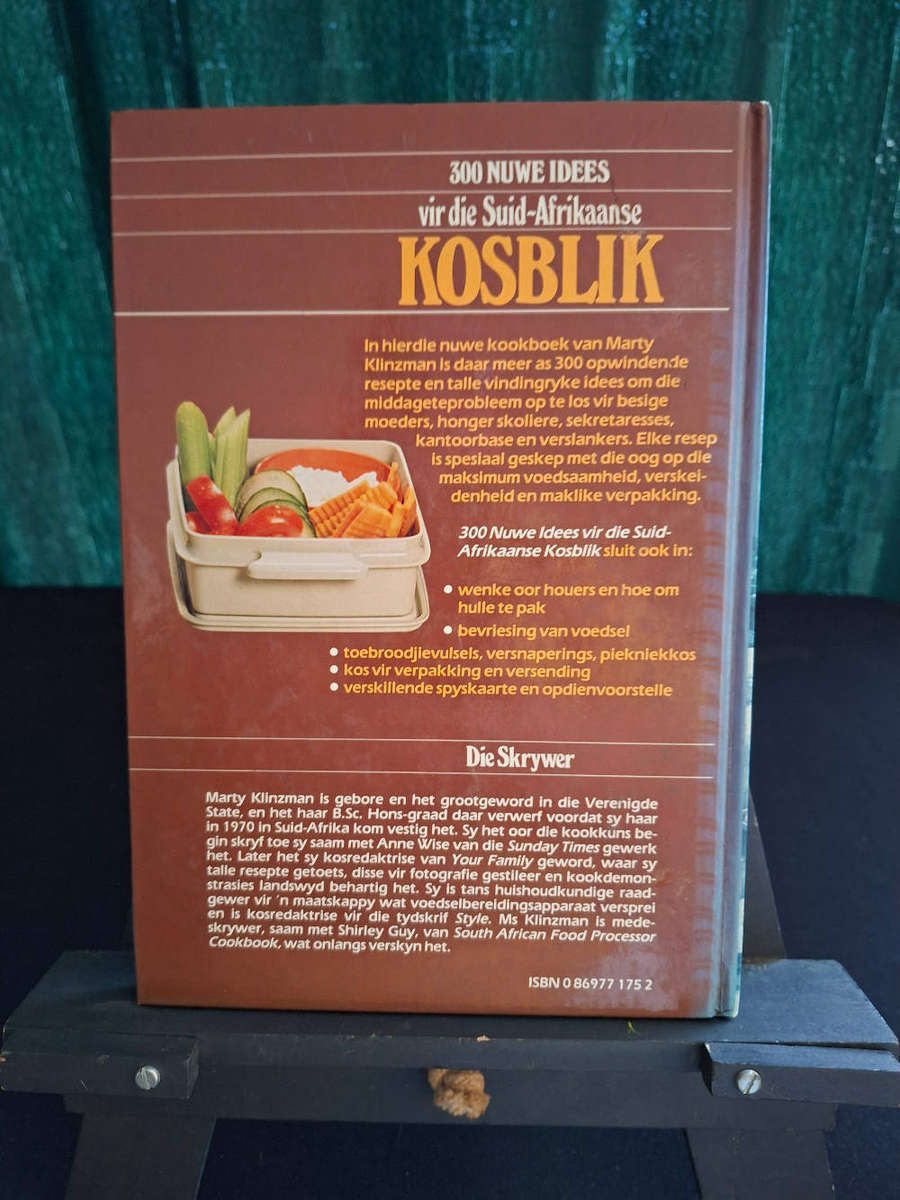 300 NUWE IDEES
vir die Suid-Afrikaanse
KOSBLIK
In hierdie nuwe kookboek van Marty
Klinzman is daar meer as 300 opwindende
resepte en talle vindingryke idees om die
middageteprobleem op te los vir besige
moeders, honger skoliere, sekretaresses,
kantoorbase en verslankers. Elke resep
is spesiaal geskep met die oog op die
maksimum voedsaamheid, verskei-
denheid en maklike verpakking.
300 Nuwe Idees vir die Suid-
Afrikaanse Kosblik sluit ook in:
• wenke oor houers en hoe om
hulle te pak
• bevriesing van voedsel
• toebroodjievulsels, versnaperings, piekniekkos
• kos vir verpakking en versending
• verskillende spyskaarte en opdienvoorstelle
Die Skrywer
Marty Klinzman is gebore en het grootgeword in die Verenigde
State, en het haar B.Sc. Hons-graad daar verwerf voordat sy haar
in 1970 in Suid-Afrika kom vestig het. Sy het oor die kookkuns be-
gin skryf toe sy saam met Anne Wise van die Sunday Times gewerk
het. Later het sy kosredaktrise van Your Family geword, waar sy
talle resepte getoets, disse vir fotografie gestileer en kookdemon-
strasies landswyd behartig het. Sy is tans huishoudkundige raad-
gewer vir 'n maatskappy wat voedselbereidingsapparaat versprei
en is kosredaktrise vir die tydskrif Style. Ms Klinzman is mede-
skrywer, saam met Shirley Guy, van South African Food Processor
Cookbook, wat onlangs verskyn het.
ISBN 0 86977 175 2